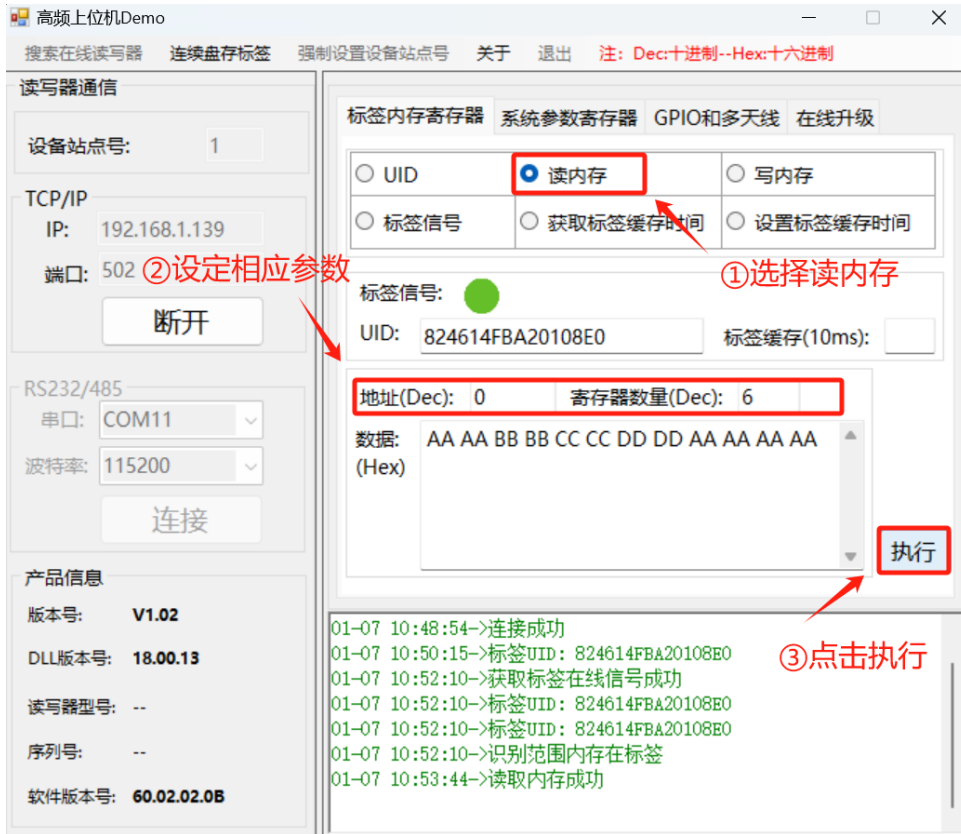 高频上位机Demo
搜索在线读写器 连续盘存标签 强制设置设备站点号 关于 退出 注：Dec:十进制--Hex:十六进制
读写器通信
设备站点号: 1
TCP/IP
IP: 192.168.1.139
端口: 502
断开
RS232/485
串口: COM11
波特率: 115200
连接
产品信息
版本号: V1.02
DLL版本号: 18.00.13
读写器型号: --
序列号: --
软件版本号: 60.02.02.0B
标签内存寄存器 系统参数寄存器 GPIO和多天线 在线升级
UID 读内存 写内存
标签信号 获取标签缓存时间 设置标签缓存时间
①选择读内存
②设定相应参数
标签信号:
UID: 824614FBA20108E0 标签缓存(10ms):
地址(Dec): 0 寄存器数量(Dec): 6
数据: AA AA BB BB CC CC DD DD AA AA AA AA
(Hex)
执行
③点击执行
01-07 10:48:54->连接成功
01-07 10:50:15->标签UID: 824614FBA20108E0
01-07 10:52:10->获取标签在线信号成功
01-07 10:52:10->标签UID: 824614FBA20108E0
01-07 10:52:10->标签UID: 824614FBA20108E0
01-07 10:52:10->识别范围内存在标签
01-07 10:53:44->读取内存成功